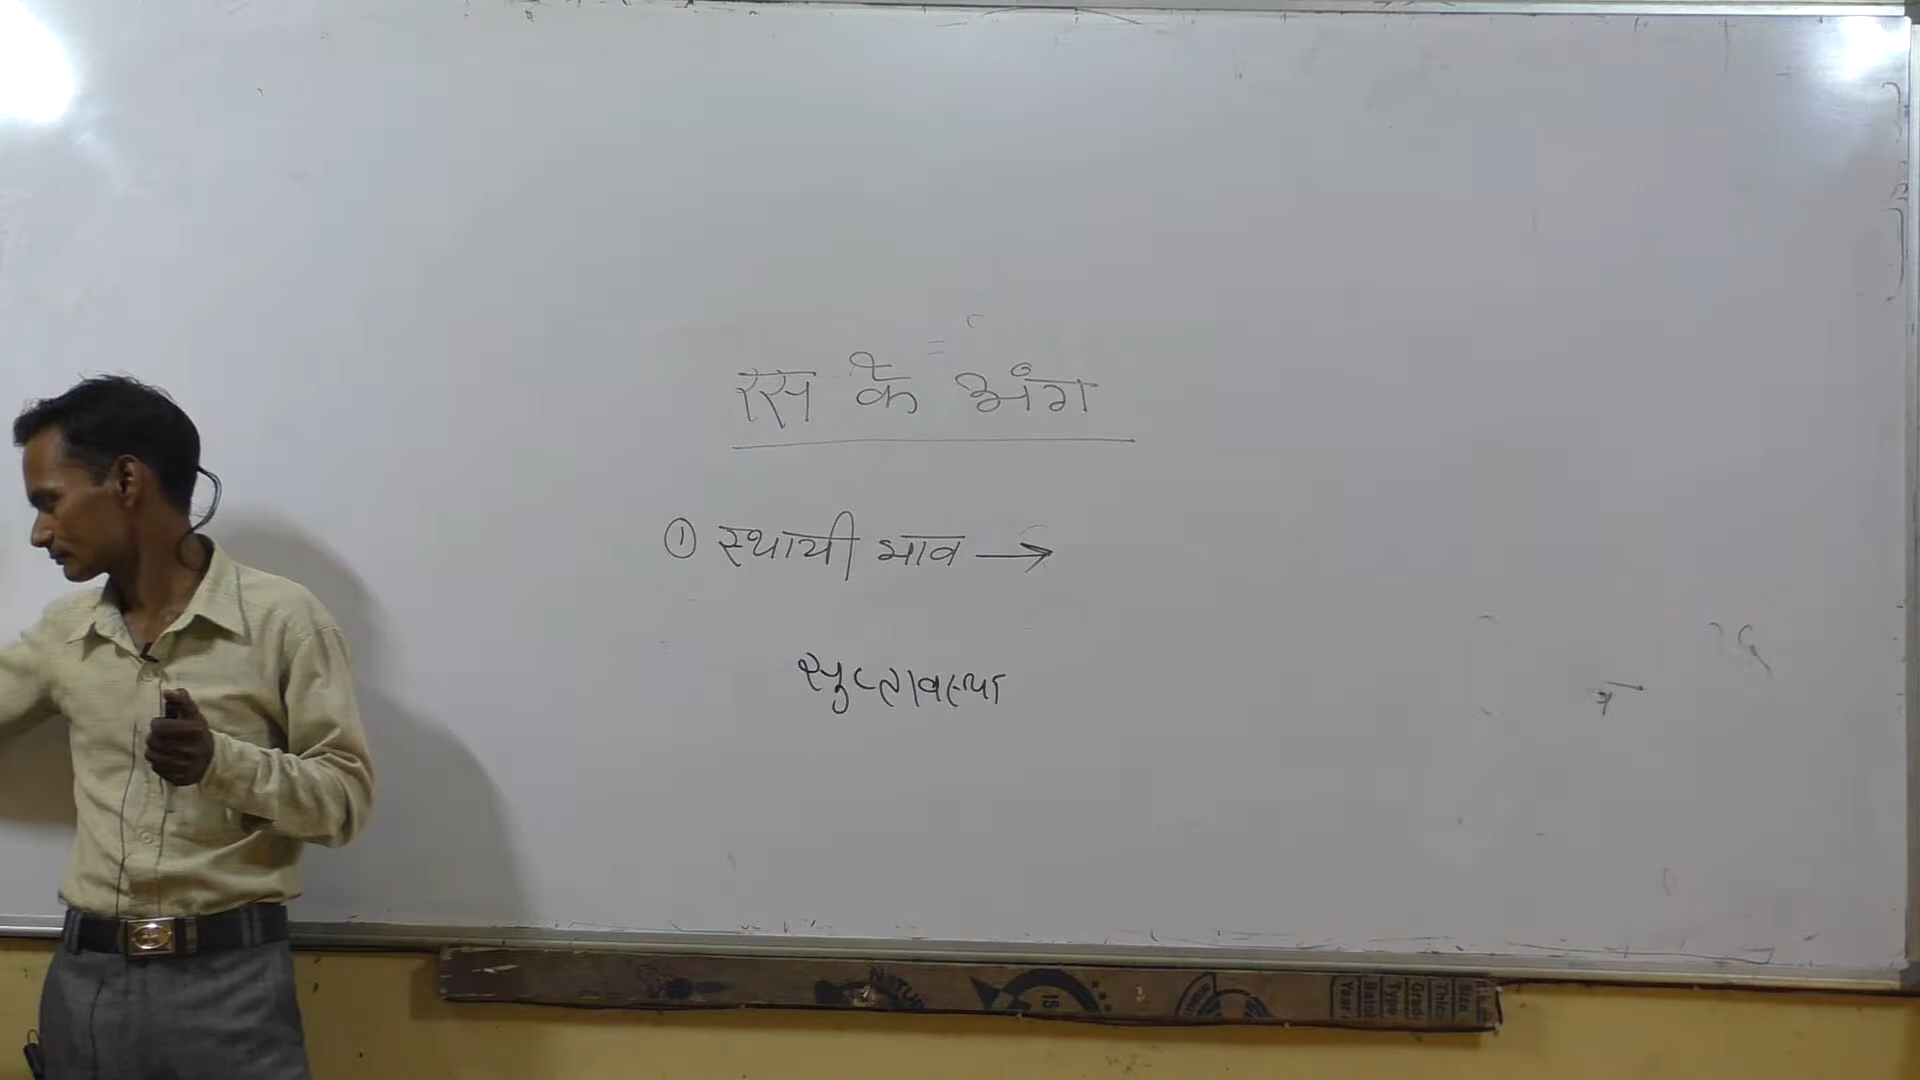 रस के अंग
① स्थायी भाव →
सुप्तावस्था